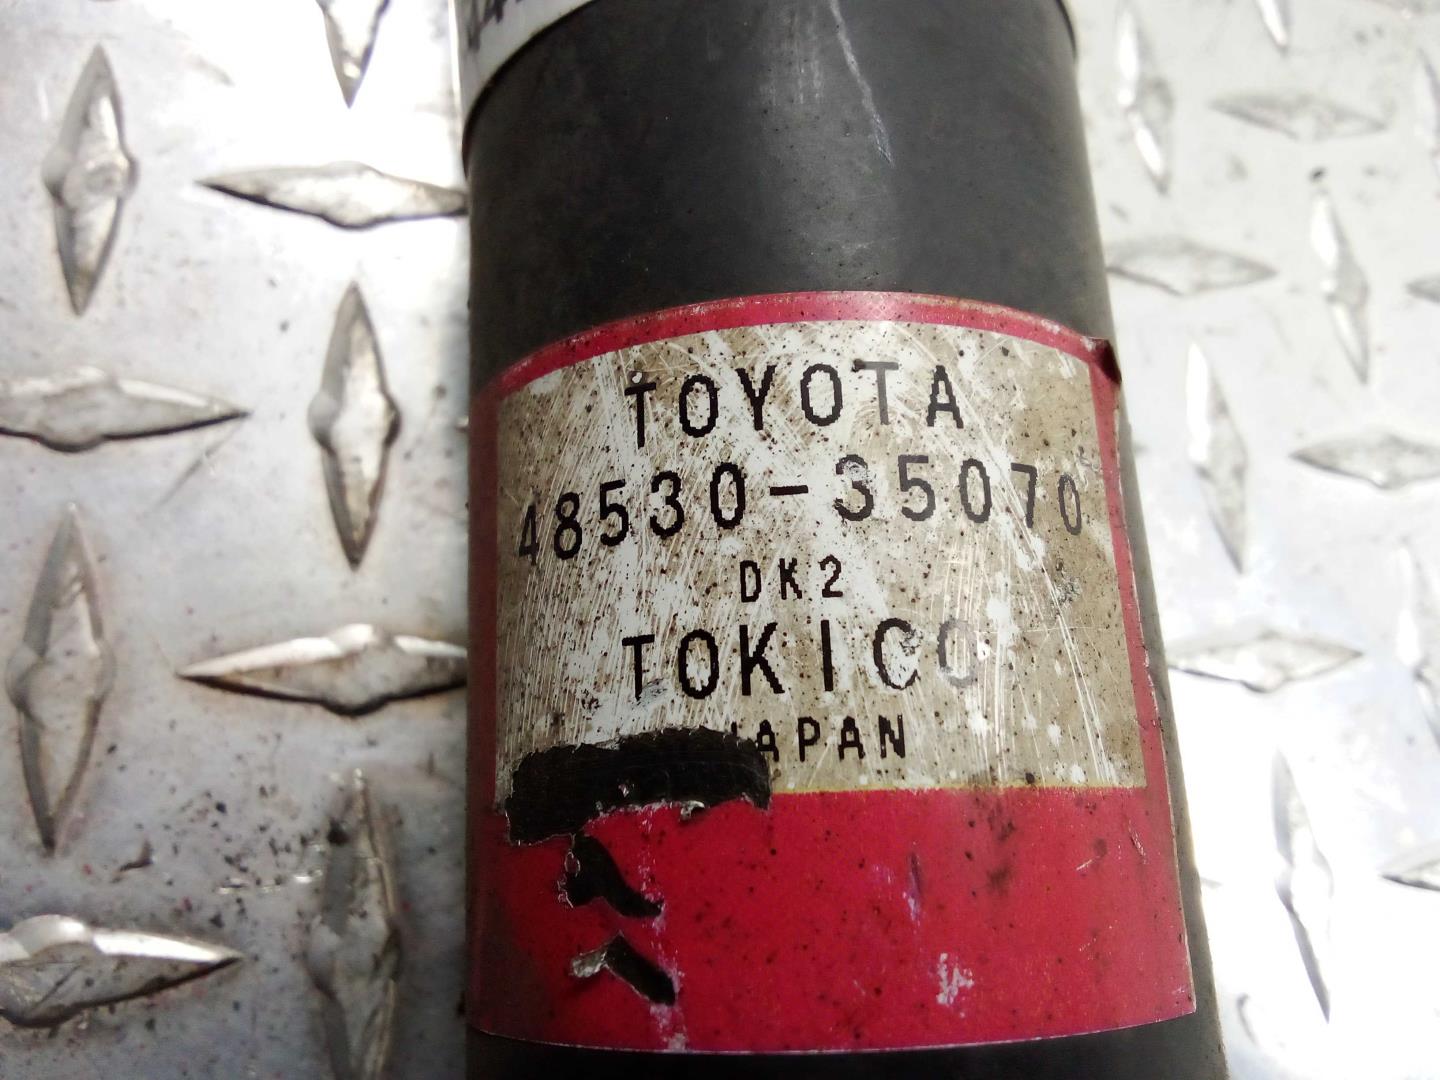 TOYOTA
48530-35070
DK2
TOKICO
JAPAN